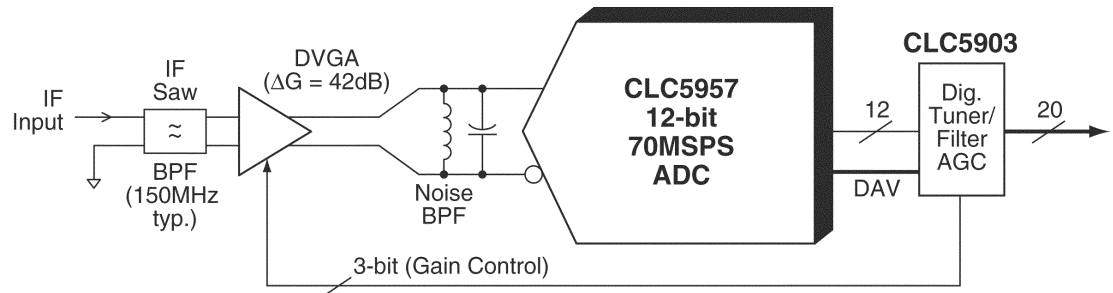 IF
Input
IF
Saw
≈
BPF
(150MHz
typ.)
DVGA
(ΔG = 42dB)
Noise
BPF
CLC5957
12-bit
70MSPS
ADC
12
DAV
CLC5903
Dig.
Tuner/
Filter
AGC
20
3-bit (Gain Control)